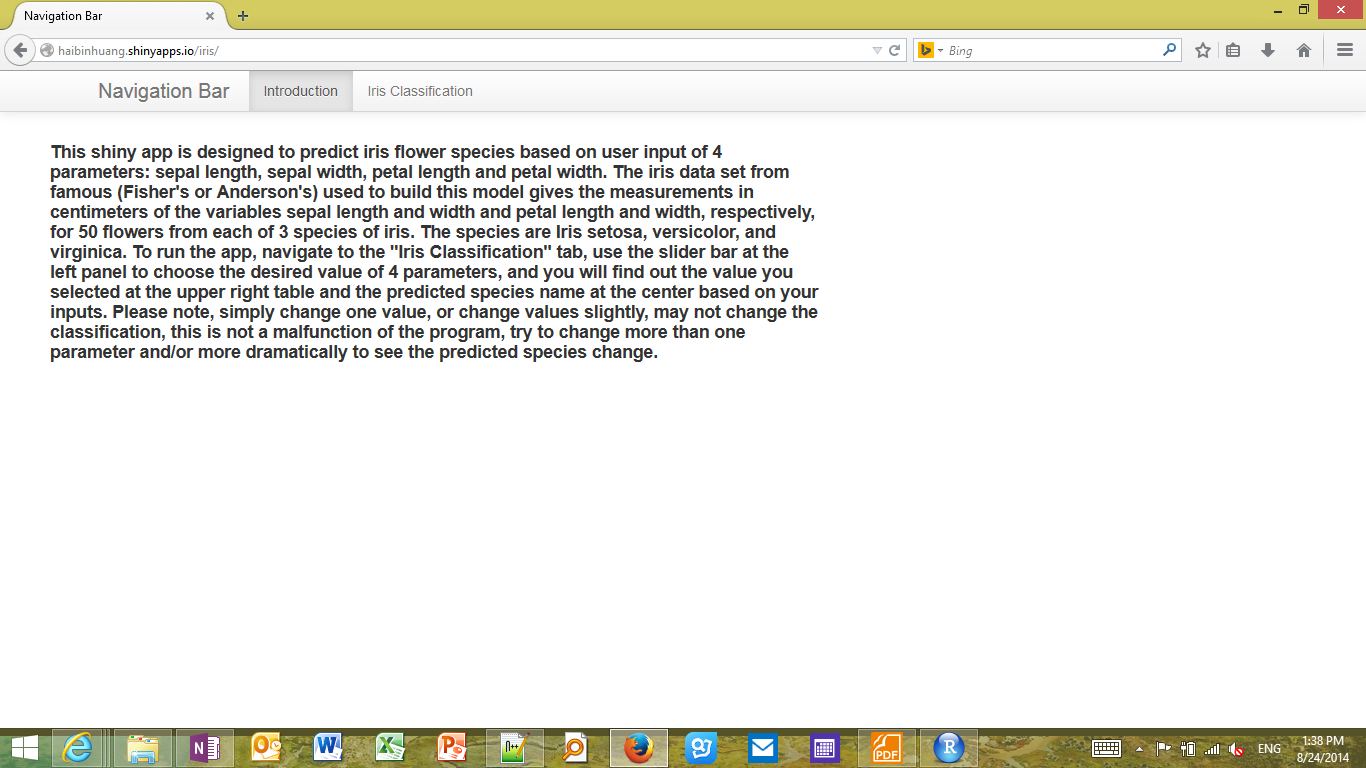 Navigation Bar
haibinhuang.shinyapps.io/iris/
Bing
Navigation Bar
Introduction
Iris Classification
This shiny app is designed to predict iris flower species based on user input of 4
parameters: sepal length, sepal width, petal length and petal width. The iris data set from
famous (Fisher's or Anderson's) used to build this model gives the measurements in
centimeters of the variables sepal length and width and petal length and width, respectively,
for 50 flowers from each of 3 species of iris. The species are Iris setosa, versicolor, and
virginica. To run the app, navigate to the "Iris Classification" tab, use the slider bar at the
left panel to choose the desired value of 4 parameters, and you will find out the value you
selected at the upper right table and the predicted species name at the center based on your
inputs. Please note, simply change one value, or change values slightly, may not change the
classification, this is not a malfunction of the program, try to change more than one
parameter and/or more dramatically to see the predicted species change.
PDF
R
ENG
1:38 PM
8/24/2014